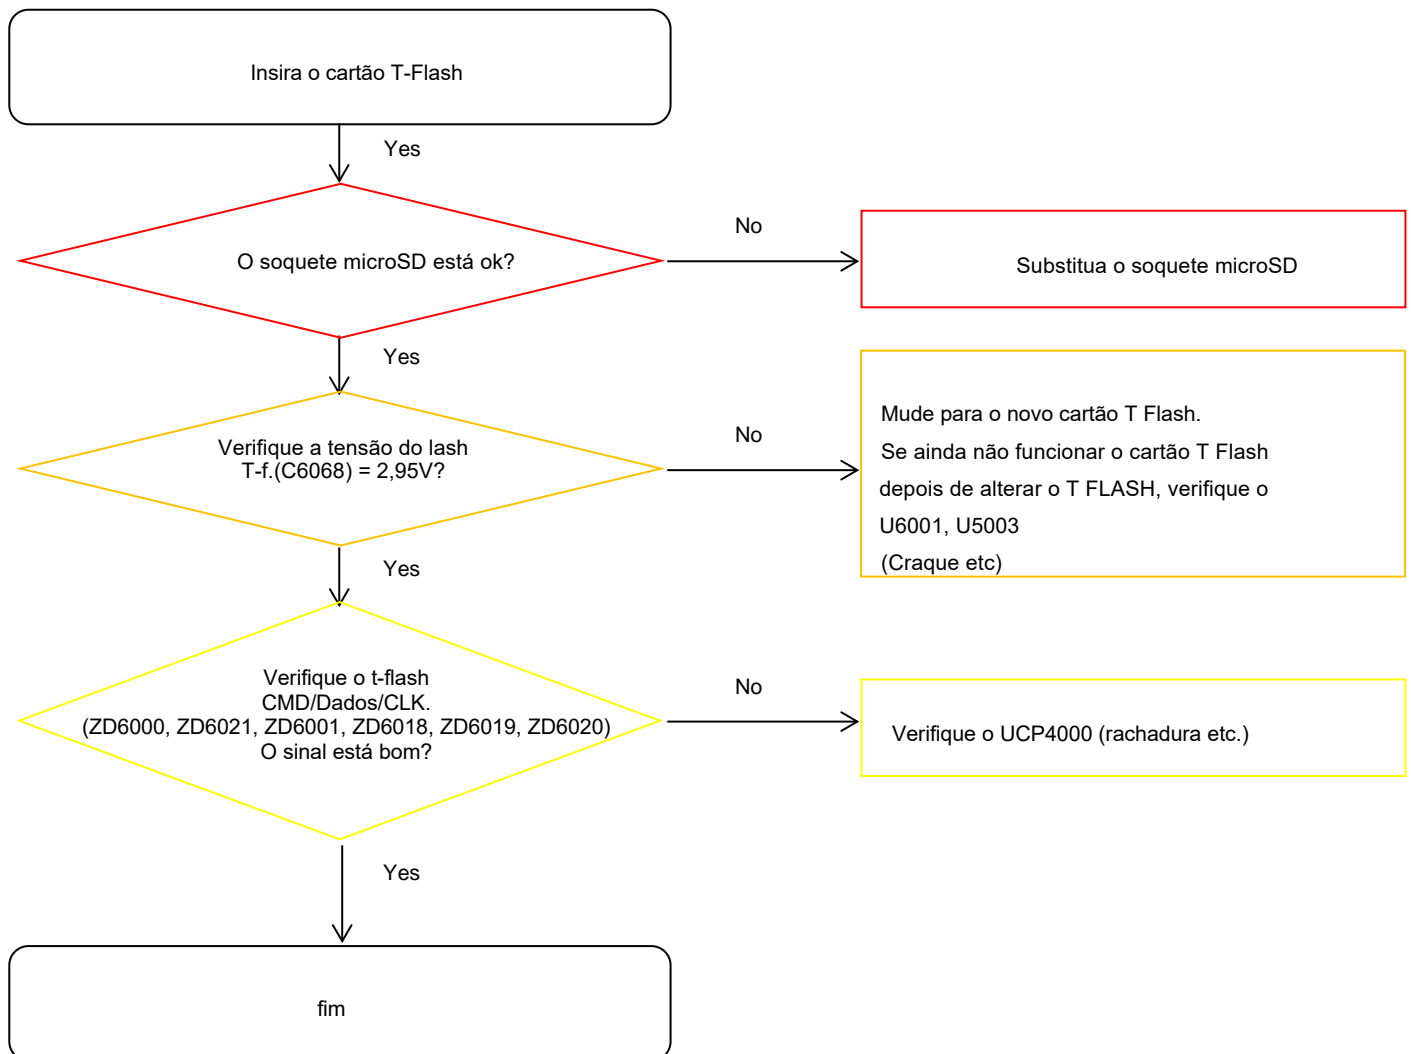 Insira o cartão T-Flash
Yes
O soquete microSD está ok?
No
Substitua o soquete microSD
Yes
Verifique a tensão do lash
T-f.(C6068) = 2,95V?
No
Mude para o novo cartão T Flash.
Se ainda não funcionar o cartão T Flash
depois de alterar o T FLASH, verifique o
U6001, U5003
(Craque etc)
Yes
Verifique o t-flash
CMD/Dados/CLK.
(ZD6000, ZD6021, ZD6001, ZD6018, ZD6019, ZD6020)
O sinal está bom?
No
Verifique o UCP4000 (rachadura etc.)
Yes
fim